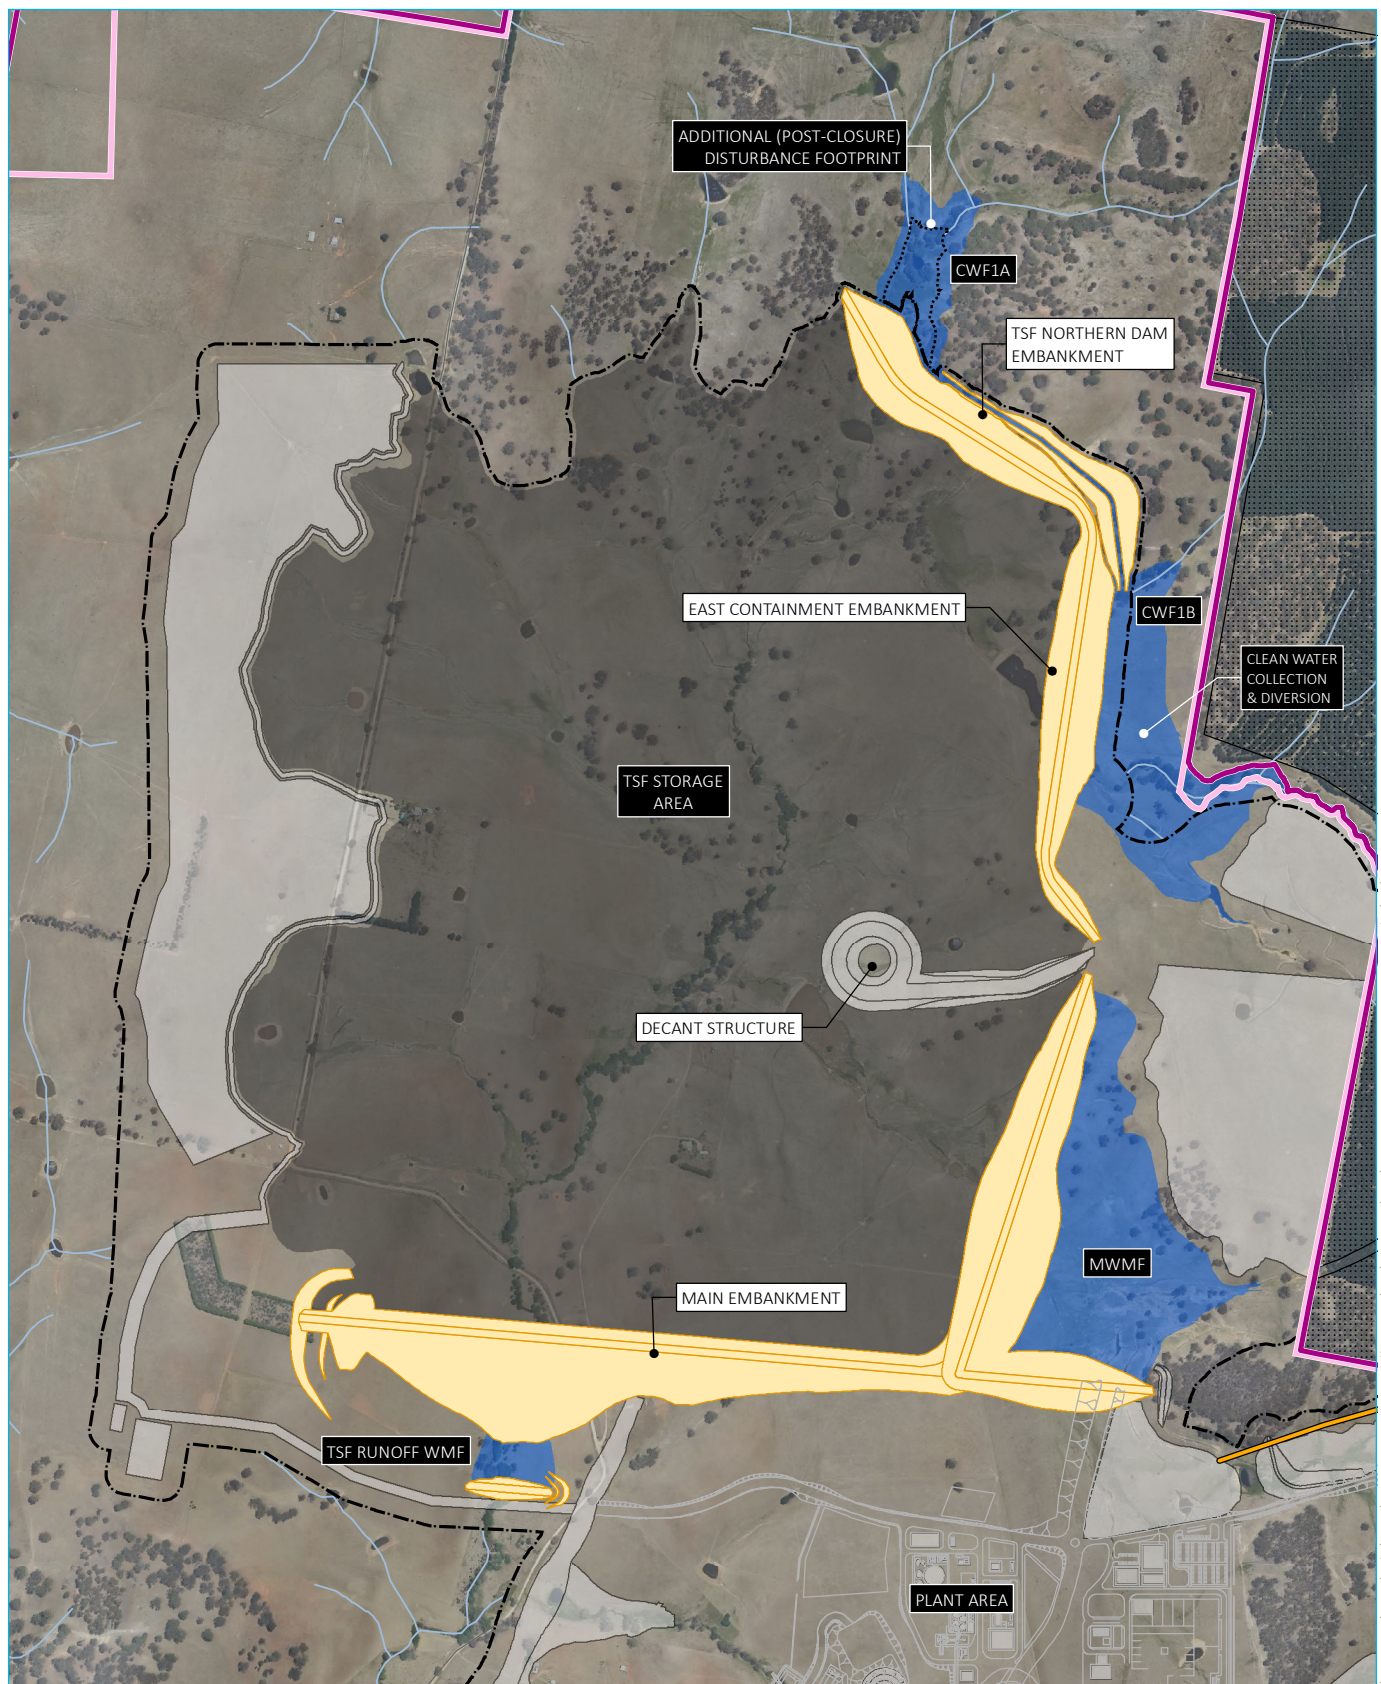 ADDITIONAL (POST-CLOSURE)
DISTURBANCE FOOTPRINT
CWF1A
TSF NORTHERN DAM
EMBANKMENT
EAST CONTAINMENT EMBANKMENT
CWF1B
CLEAN WATER
COLLECTION
& DIVERSION
TSF STORAGE
AREA
DECANT STRUCTURE
MWMF
MAIN EMBANKMENT
TSF RUNOFF WMF
PLANT AREA